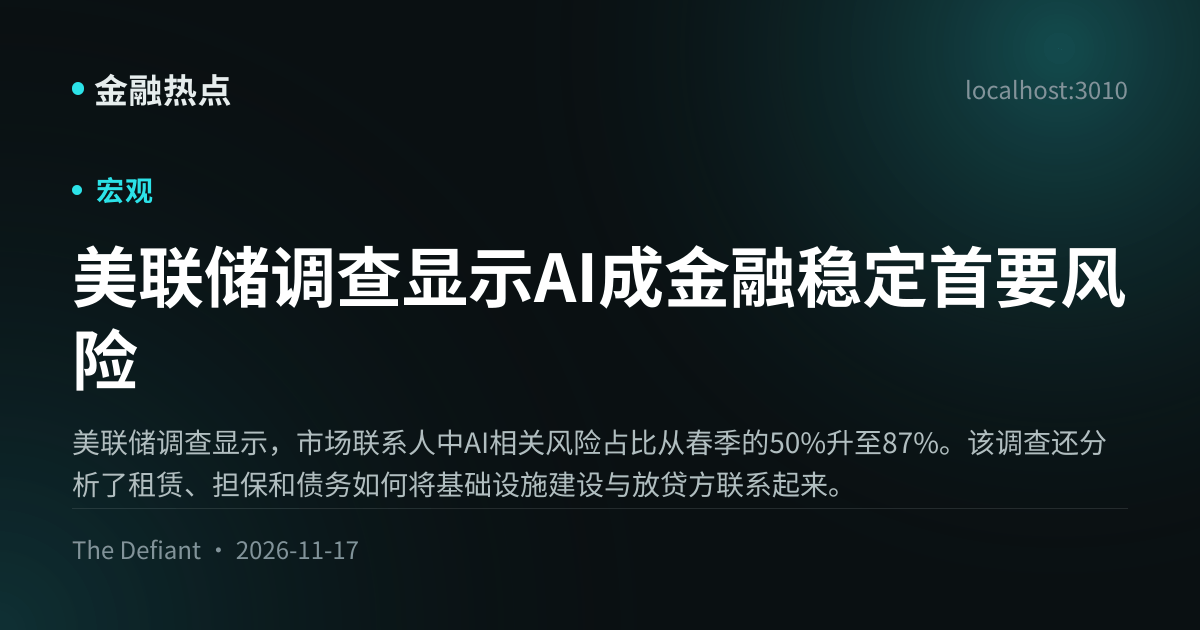 金融热点
localhost:3010
宏观
美联储调查显示AI成金融稳定首要风
险
美联储调查显示，市场联系人中AI相关风险占比从春季的50%升至87%。该调查还分
析了租赁、担保和债务如何将基础设施建设与放贷方联系起来。
The Defiant • 2026-11-17